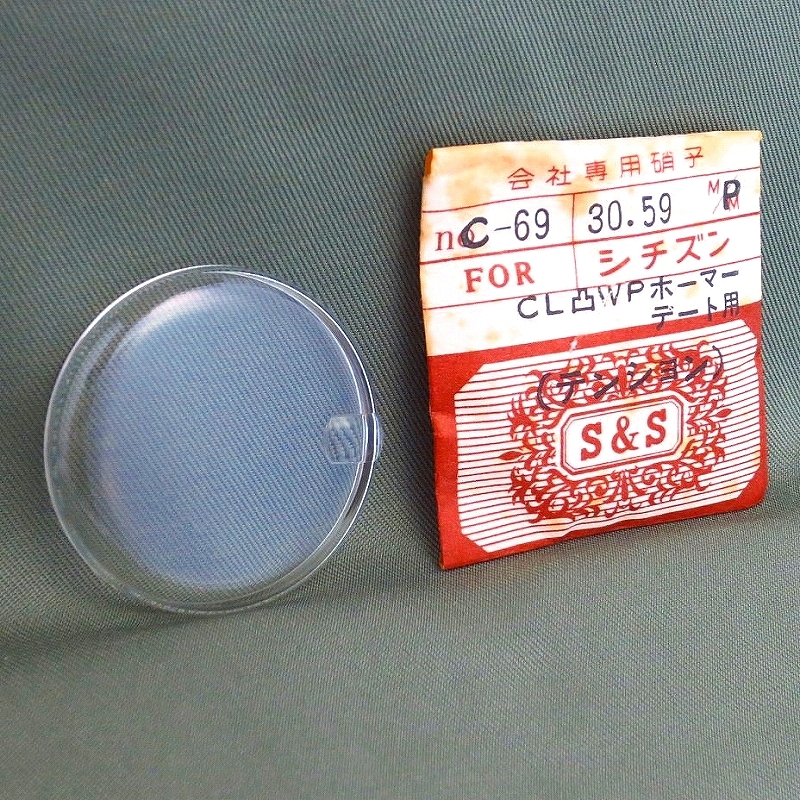 会社専用硝子
no C-69 30.59 M/M P
FOR シチズン
CL凸WPホーマー
デート用
(テンション)
S&S